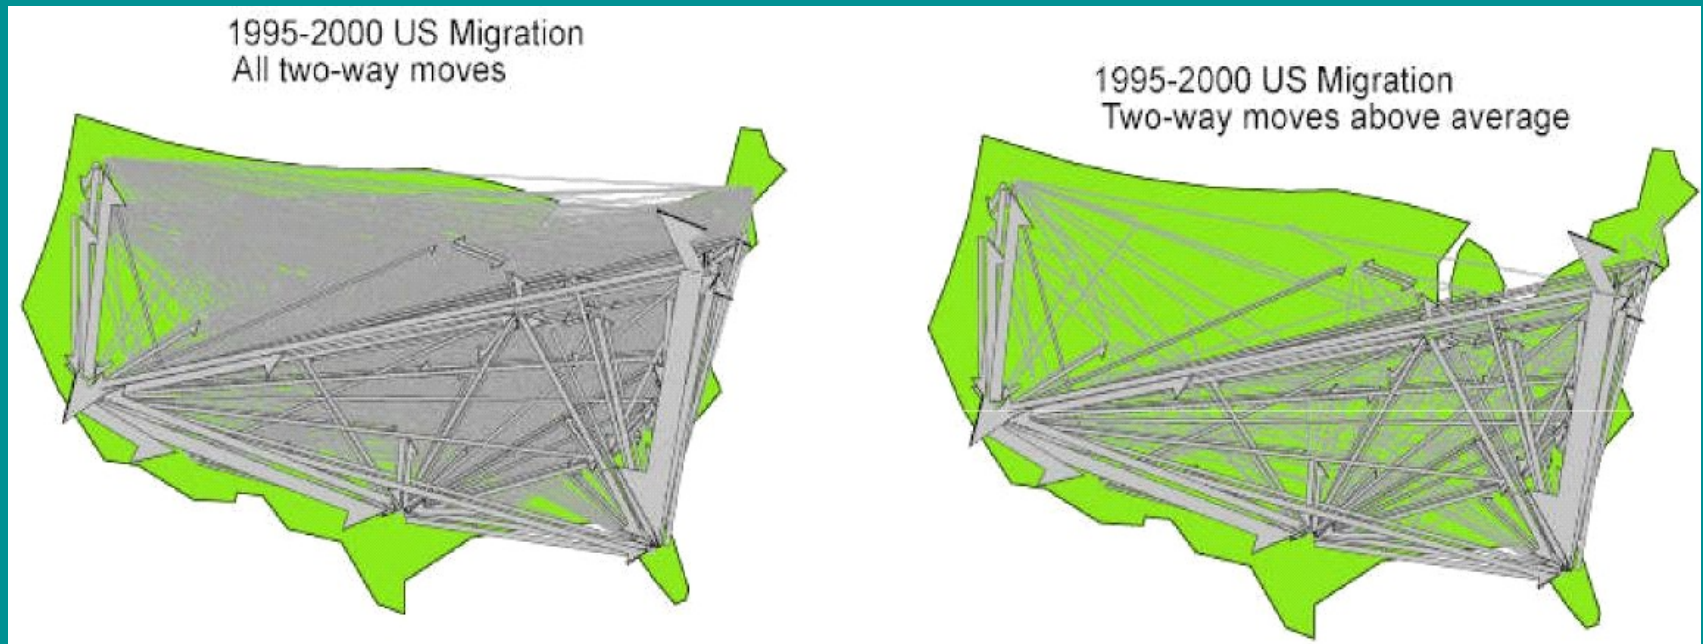 1995-2000 US Migration
All two-way moves
1995-2000 US Migration
Two-way moves above average